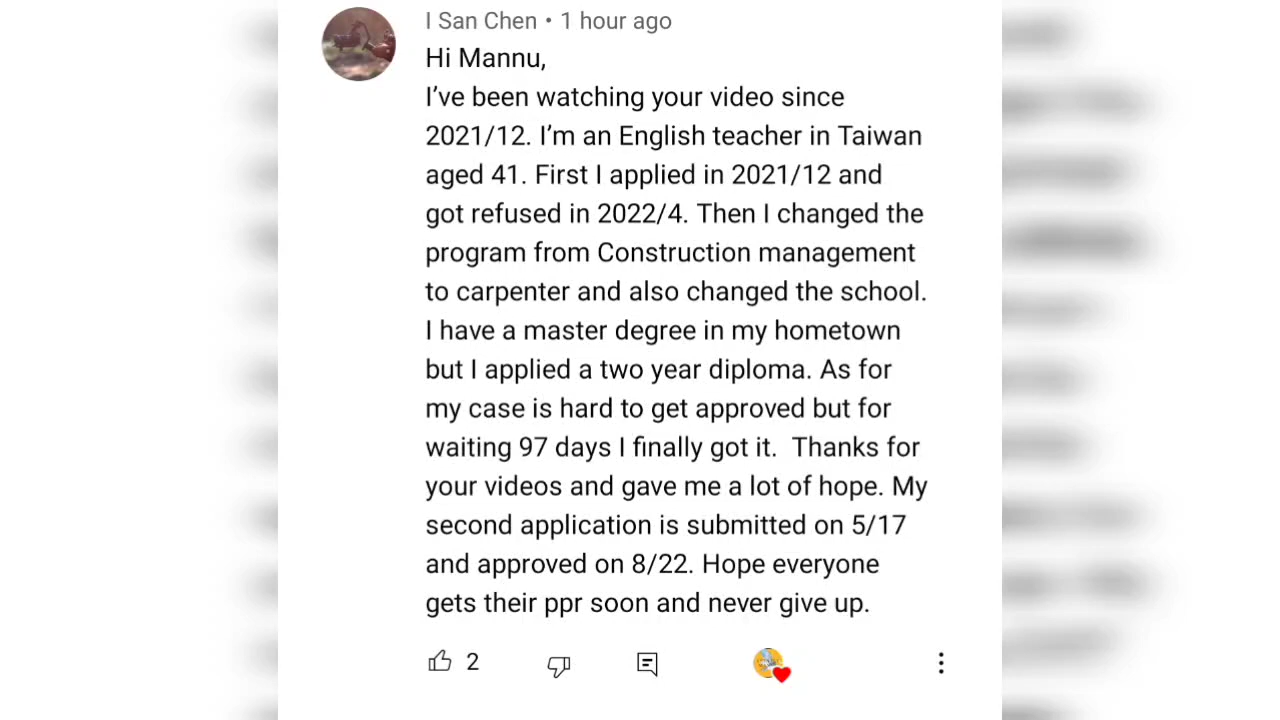 I San Chen • 1 hour ago
Hi Mannu,
I’ve been watching your video since
2021/12. I’m an English teacher in Taiwan
aged 41. First I applied in 2021/12 and
got refused in 2022/4. Then I changed the
program from Construction management
to carpenter and also changed the school.
I have a master degree in my hometown
but I applied a two year diploma. As for
my case is hard to get approved but for
waiting 97 days I finally got it.  Thanks for
your videos and gave me a lot of hope. My
second application is submitted on 5/17
and approved on 8/22. Hope everyone
gets their ppr soon and never give up.
2